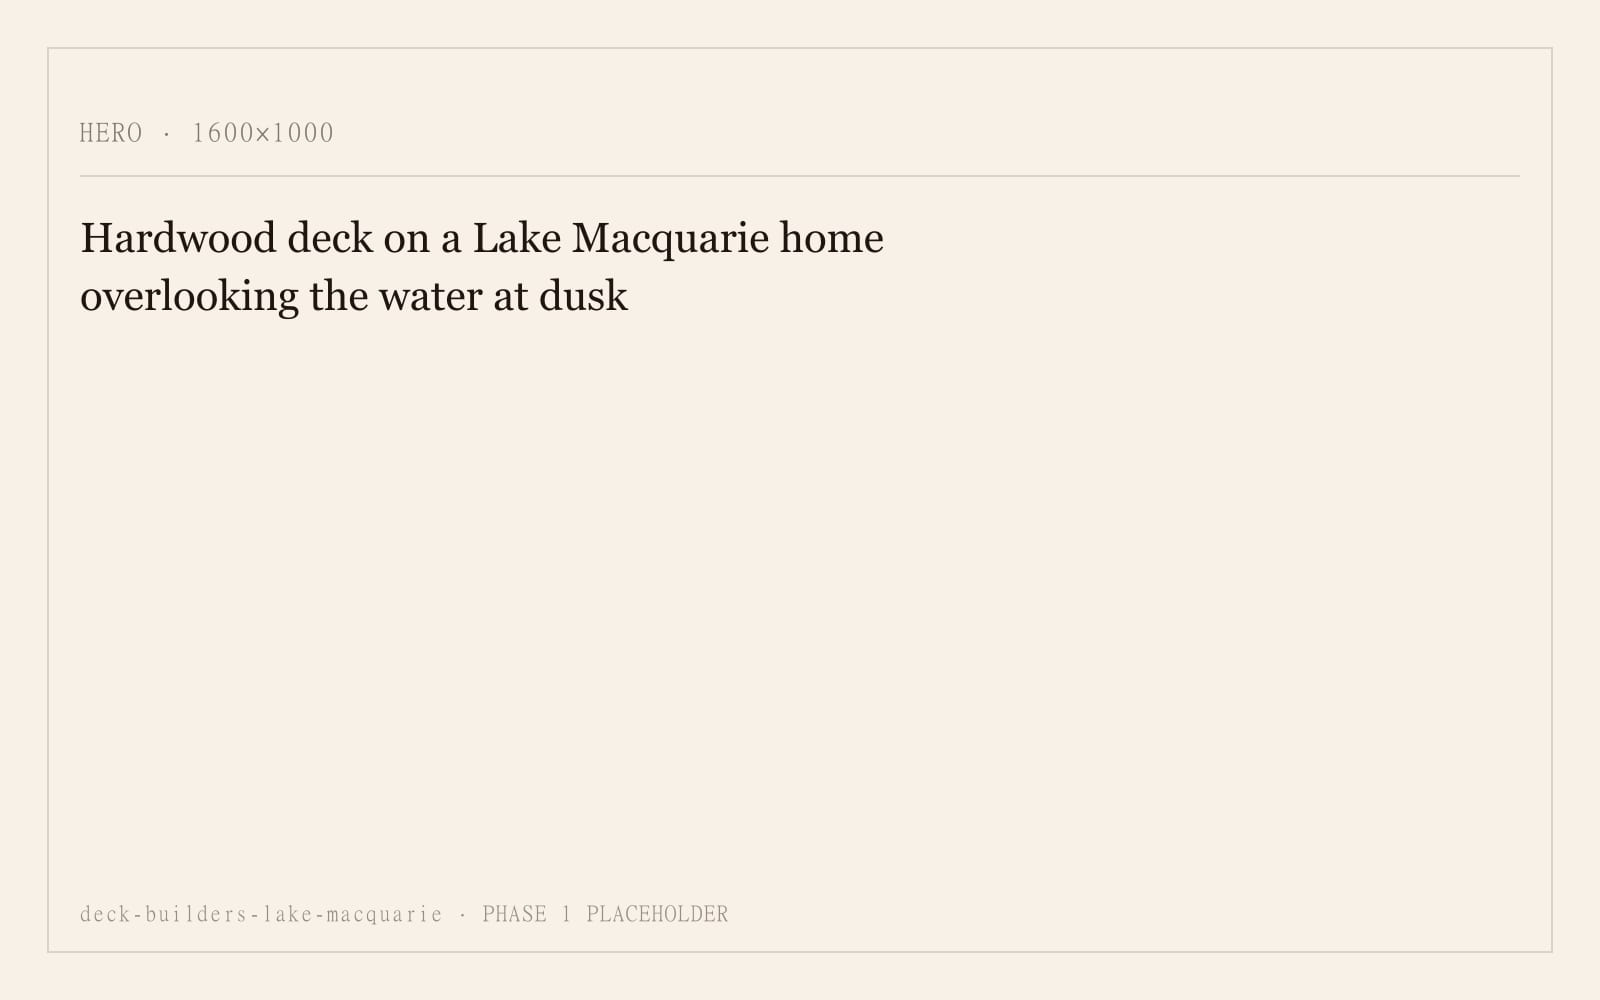 HERO · 1600×1000
Hardwood deck on a Lake Macquarie home
overlooking the water at dusk
deck-builders-lake-macquarie · PHASE 1 PLACEHOLDER